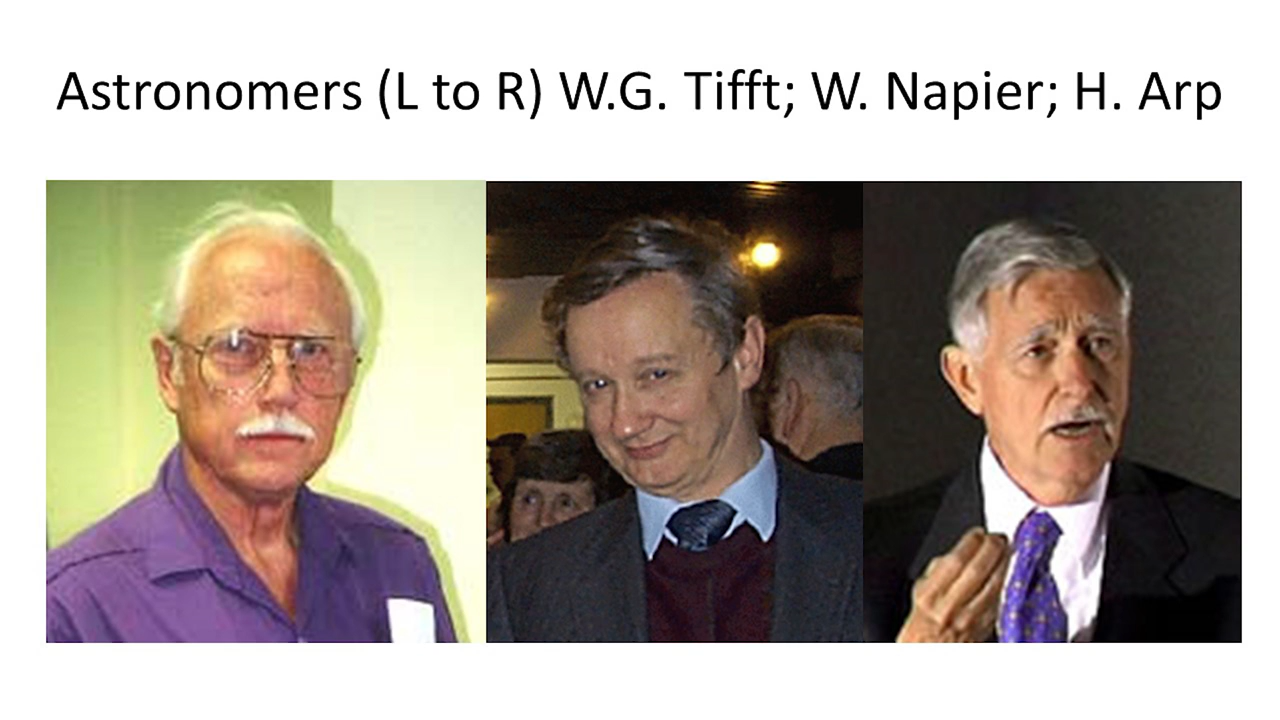 Astronomers (L to R) W.G. Tifft; W. Napier; H. Arp